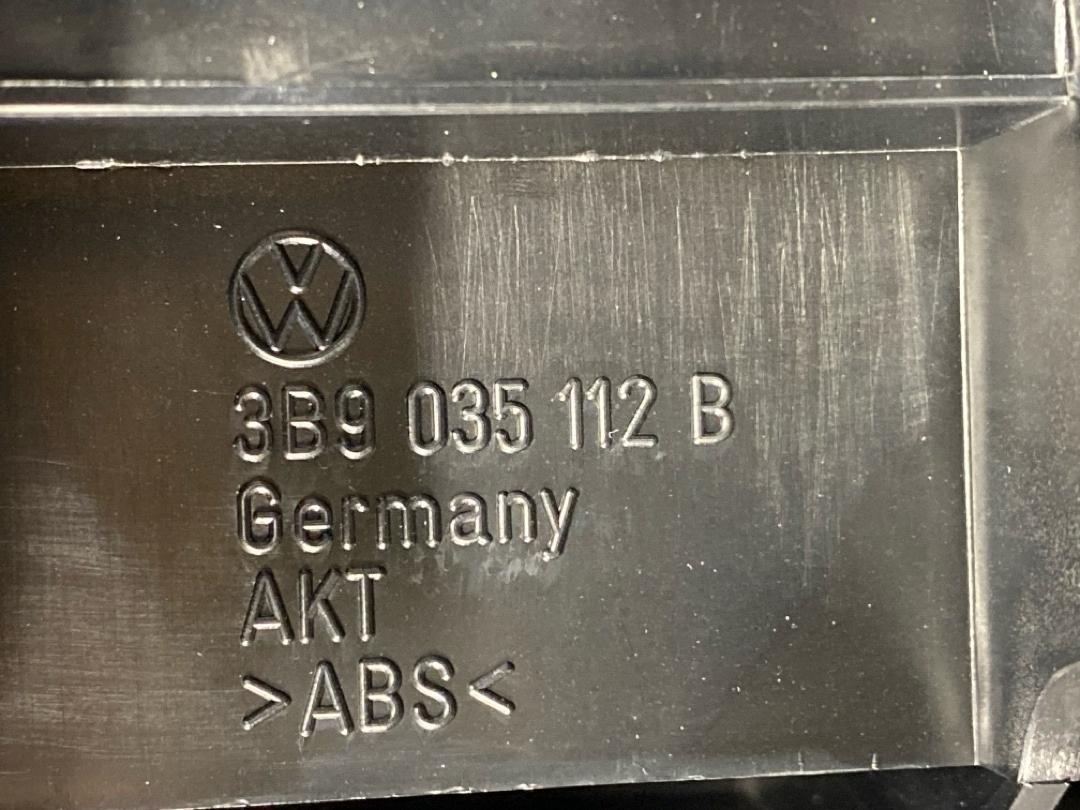 3B9 035 112 B
Germany
AKT
>ABS<